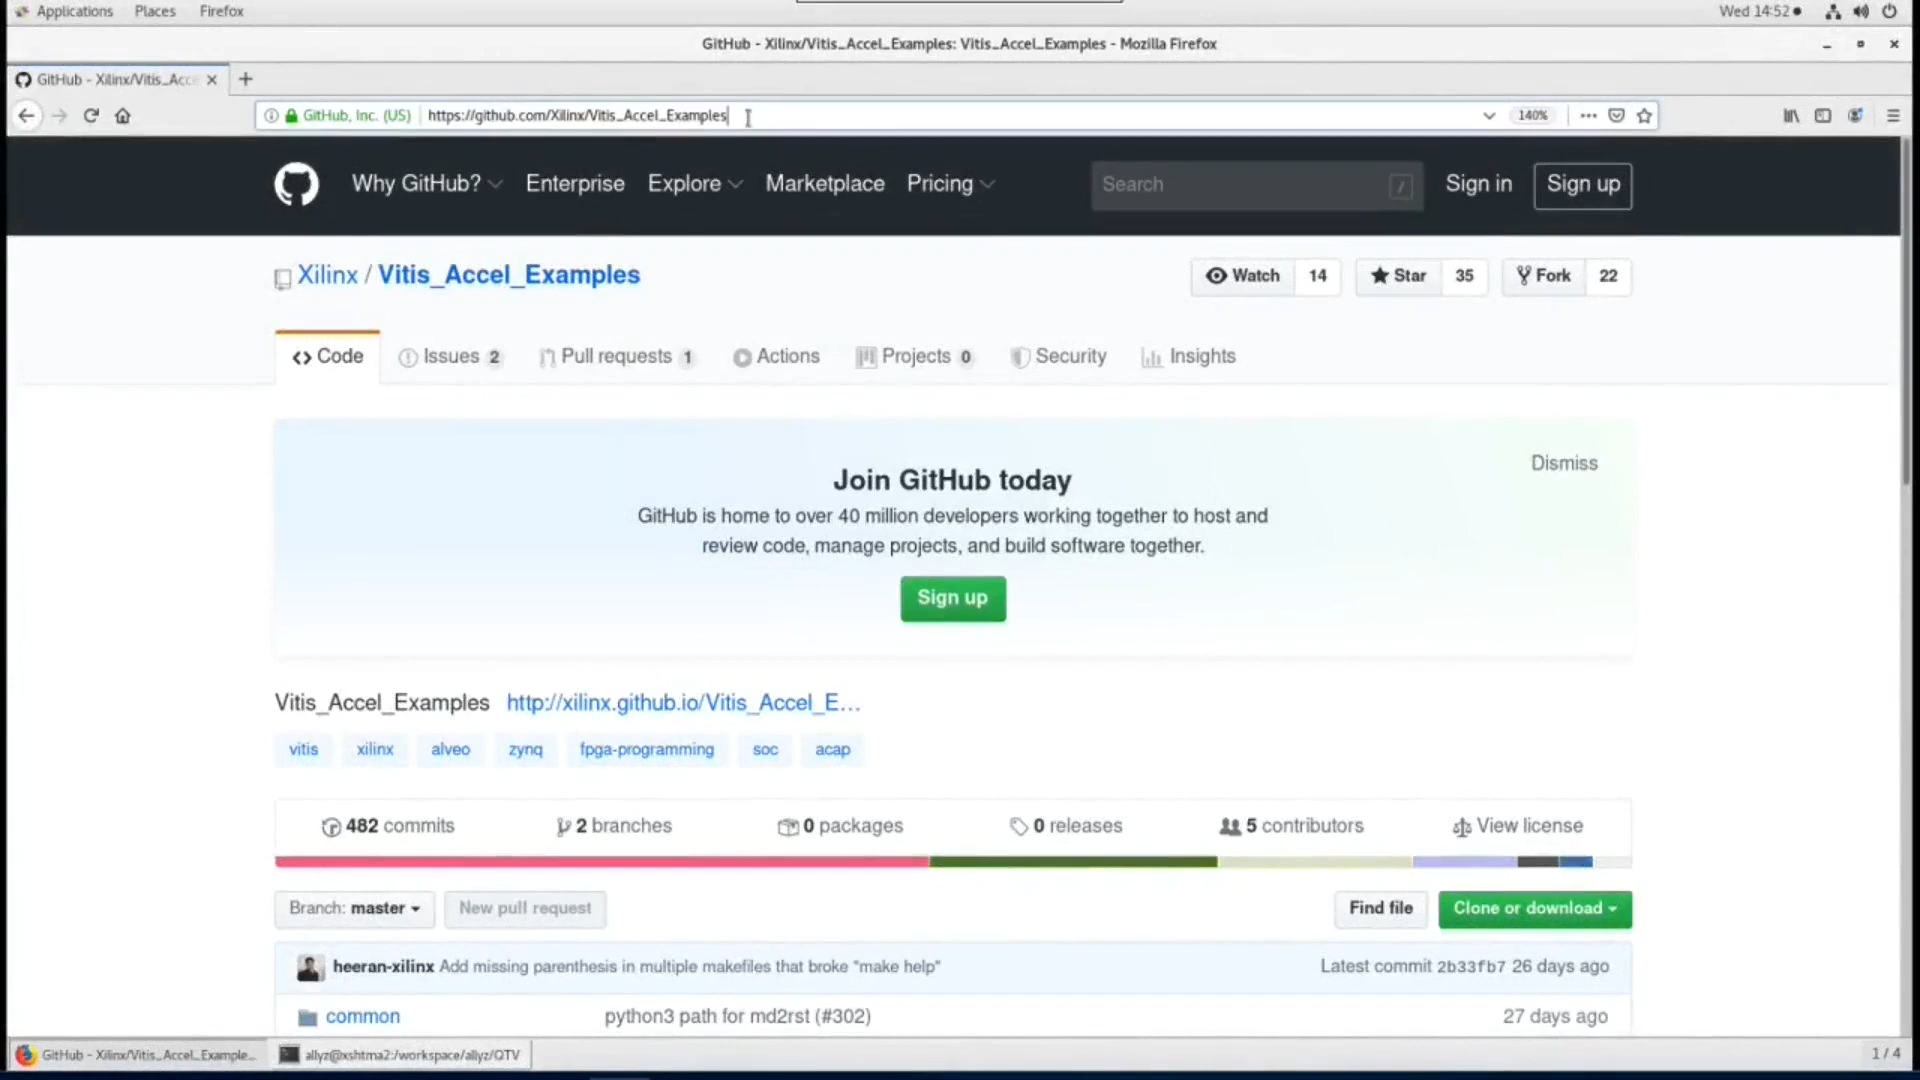 Applications Places Firefox Wed 14:52
GitHub - Xilinx/Vitis_Accel_Examples: Vitis_Accel_Examples - Mozilla Firefox
GitHub - Xilinx/Vitis_Acce
GitHub, Inc. (US) https://github.com/Xilinx/Vitis_Accel_Examples 140%
Why GitHub? Enterprise Explore Marketplace Pricing Search / Sign in Sign up
Xilinx / Vitis_Accel_Examples Watch 14 Star 35 Fork 22
Code Issues 2 Pull requests 1 Actions Projects 0 Security Insights
Dismiss
Join GitHub today
GitHub is home to over 40 million developers working together to host and
review code, manage projects, and build software together.
Sign up
Vitis_Accel_Examples http://xilinx.github.io/Vitis_Accel_E…
vitis xilinx alveo zynq fpga-programming soc acap
482 commits 2 branches 0 packages 0 releases 5 contributors View license
Branch: master New pull request Find file Clone or download
heeran-xilinx Add missing parenthesis in multiple makefiles that broke "make help" Latest commit 2b33fb7 26 days ago
common python3 path for md2rst (#302) 27 days ago
GitHub - Xilinx/Vitis_Accel_Example… allyz@xshtma2:/workspace/allyz/QTV 1 / 4